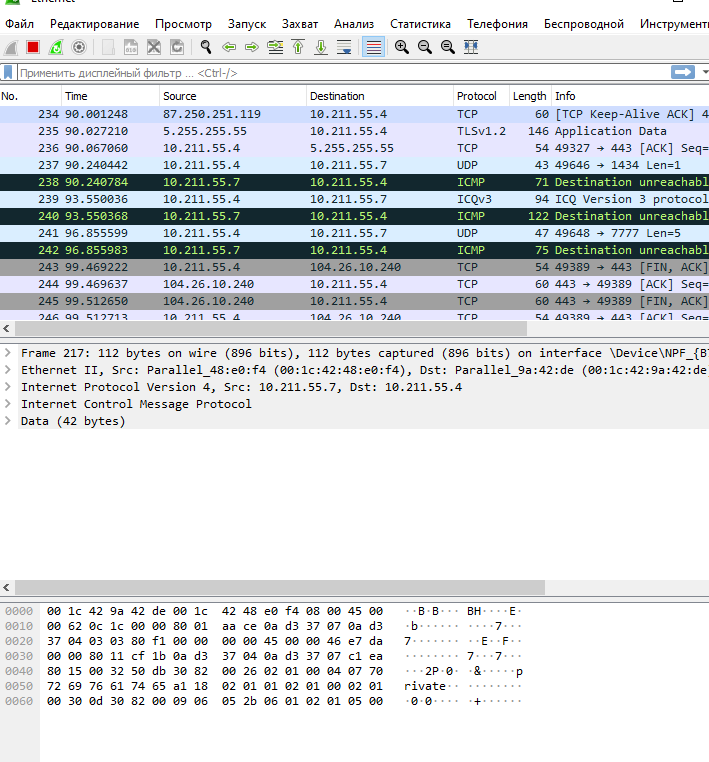 Ethernet
Файл Редактирование Просмотр Запуск Захват Анализ Статистика Телефония Беспроводной Инструменты
Применить дисплейный фильтр ... <Ctrl-/>
No. Time Source Destination Protocol Length Info
234 90.001248 87.250.251.119 10.211.55.4 TCP 60 [TCP Keep-Alive ACK] 4
235 90.027210 5.255.255.55 10.211.55.4 TLSv1.2 146 Application Data
236 90.067060 10.211.55.4 5.255.255.55 TCP 54 49327 → 443 [ACK] Seq=
237 90.240442 10.211.55.4 10.211.55.7 UDP 43 49646 → 1434 Len=1
238 90.240784 10.211.55.7 10.211.55.4 ICMP 71 Destination unreachabl
239 93.550036 10.211.55.4 10.211.55.7 ICQv3 94 ICQ Version 3 protocol
240 93.550368 10.211.55.7 10.211.55.4 ICMP 122 Destination unreachabl
241 96.855599 10.211.55.4 10.211.55.7 UDP 47 49648 → 7777 Len=5
242 96.855983 10.211.55.7 10.211.55.4 ICMP 75 Destination unreachabl
243 99.469222 10.211.55.4 104.26.10.240 TCP 54 49389 → 443 [FIN, ACK]
244 99.469637 104.26.10.240 10.211.55.4 TCP 60 443 → 49389 [ACK] Seq=
245 99.512650 104.26.10.240 10.211.55.4 TCP 60 443 → 49389 [FIN, ACK]
246 99.512713 10.211.55.4 104.26.10.240 TCP 54 49389 → 443 [ACK] Seq=
Frame 217: 112 bytes on wire (896 bits), 112 bytes captured (896 bits) on interface \Device\NPF_{B7
Ethernet II, Src: Parallel_48:e0:f4 (00:1c:42:48:e0:f4), Dst: Parallel_9a:42:de (00:1c:42:9a:42:de
Internet Protocol Version 4, Src: 10.211.55.7, Dst: 10.211.55.4
Internet Control Message Protocol
Data (42 bytes)
0000 00 1c 42 9a 42 de 00 1c 42 48 e0 f4 08 00 45 00 ··B·B··· BH····E·
0010 00 62 0c 1c 00 00 80 01 aa ce 0a d3 37 07 0a d3 ·b······ ····7···
0020 37 04 03 03 80 f1 00 00 00 00 45 00 00 46 e7 da 7······· ··E··F··
0030 00 00 80 11 cf 1b 0a d3 37 04 0a d3 37 07 c1 ea ········ 7···7···
0040 80 15 00 32 50 db 30 82 00 26 02 01 00 04 07 70 ···2P·0· ·&·····p
0050 72 69 76 61 74 65 a1 18 02 01 01 02 01 00 02 01 rivate·· ········
0060 00 30 0d 30 82 00 09 06 05 2b 06 01 02 01 05 00 ·0·0···· ·+······